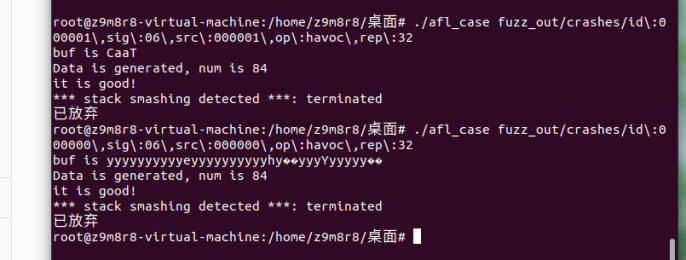 root@z9m8r8-virtual-machine:/home/z9m8r8/桌面# ./afl_case fuzz_out/crashes/id\:0
00001\,sig\:06\,src\:000001\,op\:havoc\,rep\:32
buf is CaaT
Data is generated, num is 84
it is good!
*** stack smashing detected ***: terminated
已放弃
root@z9m8r8-virtual-machine:/home/z9m8r8/桌面# ./afl_case fuzz_out/crashes/id\:0
00000\,sig\:06\,src\:000000\,op\:havoc\,rep\:32
buf is yyyyyyyyyyeyyyyyyyyyyhy��yyyYyyyyy��
Data is generated, num is 84
it is good!
*** stack smashing detected ***: terminated
已放弃
root@z9m8r8-virtual-machine:/home/z9m8r8/桌面#